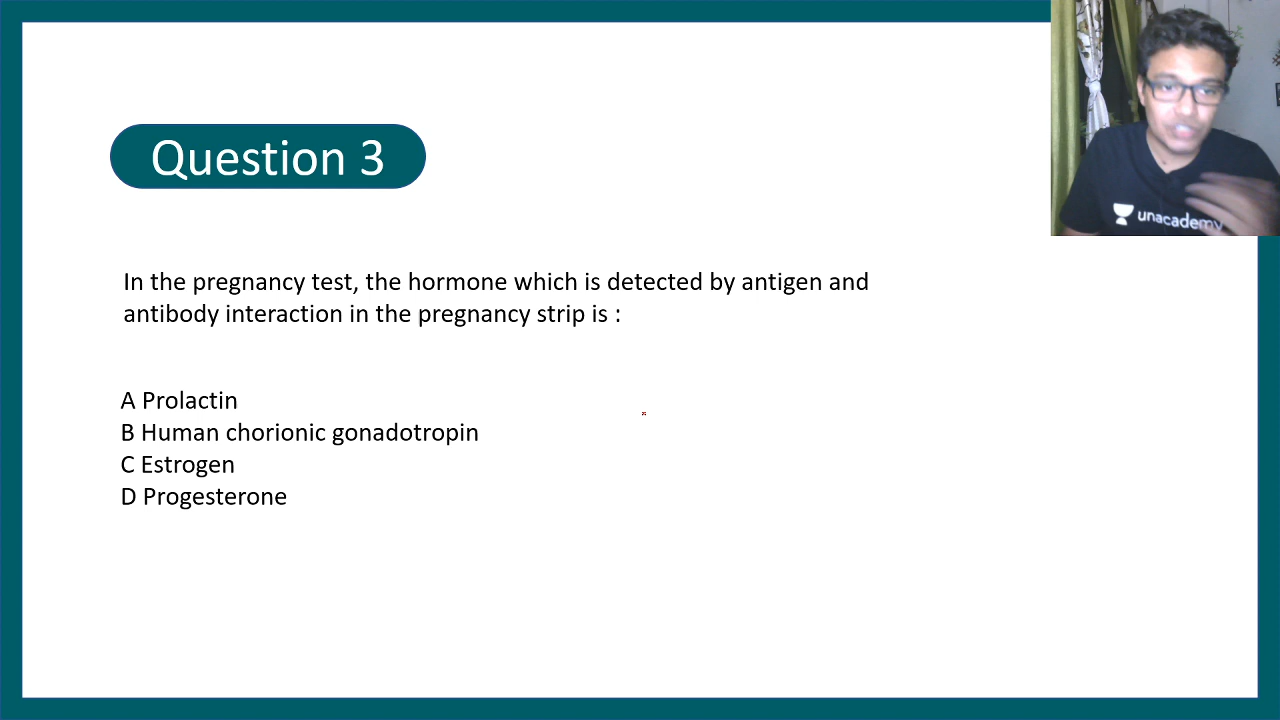 Question 3
unacademy
In the pregnancy test, the hormone which is detected by antigen and
antibody interaction in the pregnancy strip is :
A Prolactin
B Human chorionic gonadotropin
C Estrogen
D Progesterone